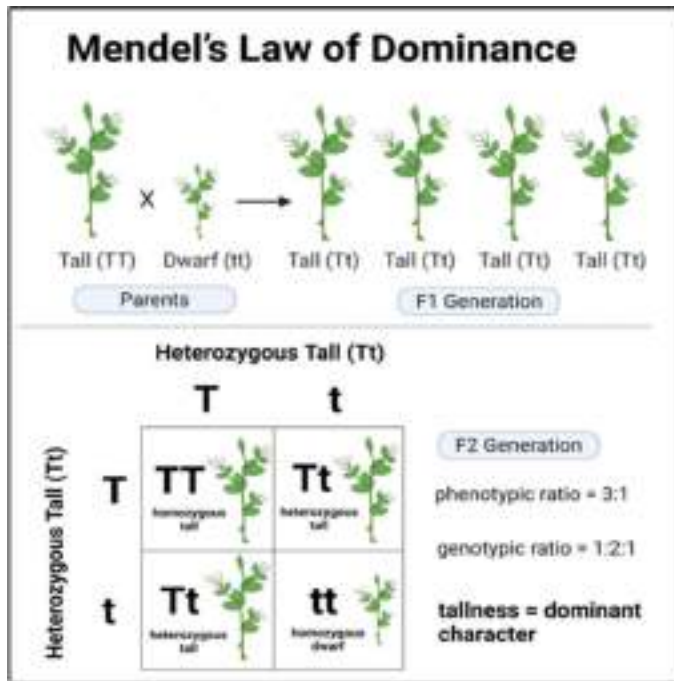 Mendel's Law of Dominance
X
Tall (TT) Dwarf (tt) Tall (Tt) Tall (Tt) Tall (Tt) Tall (Tt)
Parents F1 Generation
Heterozygous Tall (Tt)
T t
Heterozygous Tall (Tt)
T
TT
homozygous
tall
Tt
heterozygous
tall
t
Tt
heterozygous
tall
tt
homozygous
dwarf
F2 Generation
phenotypic ratio = 3:1
genotypic ratio = 1:2:1
tallness = dominant
character